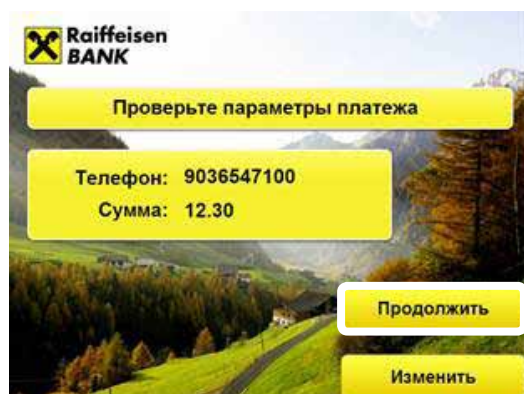 Raiffeisen
BANK
Проверьте параметры платежа
Телефон: 9036547100
Сумма: 12.30
Продолжить
Изменить